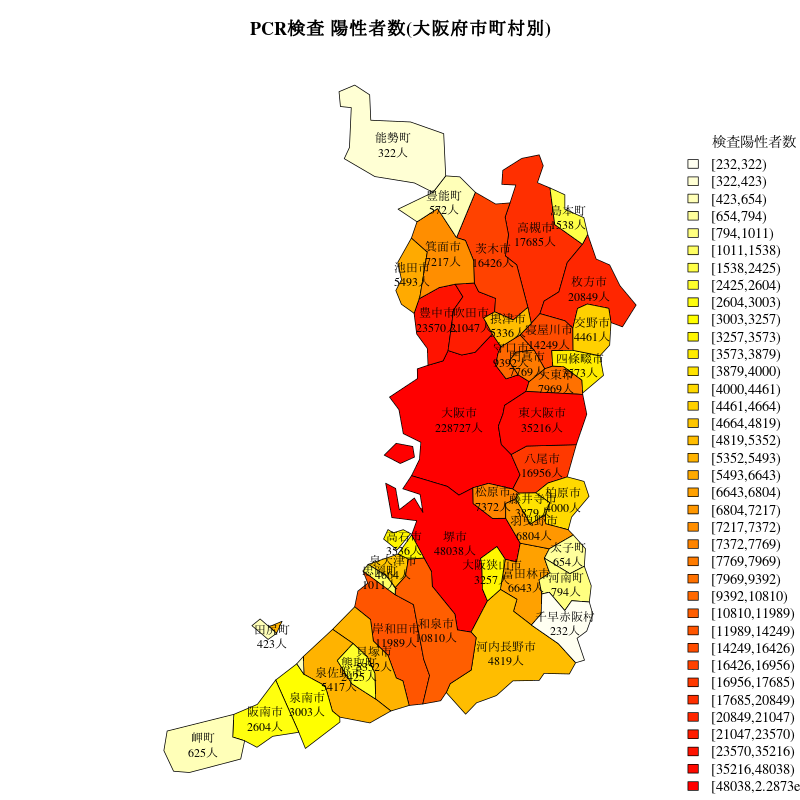 PCR検査 陽性者数(大阪府市町村別)
能勢町
322人
豊能町
572人
島本町
1538人
高槻市
17685人
茨木市
16426人
箕面市
7217人
池田市
5493人
枚方市
20849人
豊中市
23570人
吹田市
21047人
摂津市
5336人
寝屋川市
14249人
交野市
4461人
守口市
9392人
門真市
7769人
四條畷市
3573人
大東市
7969人
大阪市
228727人
東大阪市
35216人
八尾市
16956人
松原市
7372人
藤井寺市
3879人
柏原市
4000人
羽曳野市
6804人
高石市
3536人
堺市
48038人
大阪狭山市
3257人
太子町
654人
泉大津市
4664人
忠岡町
1011人
富田林市
6643人
河南町
794人
千早赤阪村
232人
田尻町
423人
岸和田市
11989人
和泉市
10810人
河内長野市
4819人
貝塚市
5352人
熊取町
2425人
泉佐野市
5417人
泉南市
3003人
阪南市
2604人
岬町
625人
検査陽性者数
[232,322)
[322,423)
[423,654)
[654,794)
[794,1011)
[1011,1538)
[1538,2425)
[2425,2604)
[2604,3003)
[3003,3257)
[3257,3573)
[3573,3879)
[3879,4000)
[4000,4461)
[4461,4664)
[4664,4819)
[4819,5352)
[5352,5493)
[5493,6643)
[6643,6804)
[6804,7217)
[7217,7372)
[7372,7769)
[7769,7969)
[7969,9392)
[9392,10810)
[10810,11989)
[11989,14249)
[14249,16426)
[16426,16956)
[16956,17685)
[17685,20849)
[20849,21047)
[21047,23570)
[23570,35216)
[35216,48038)
[48038,2.2873e